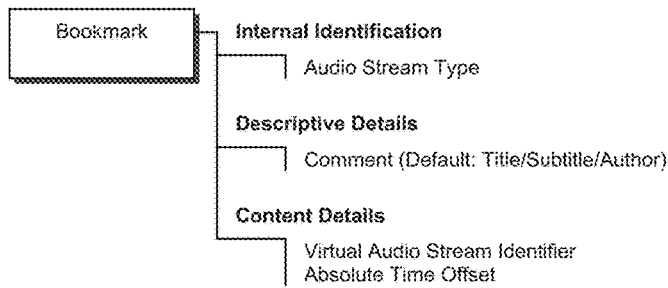 Bookmark
Internal Identification
Audio Stream Type
Descriptive Details
Comment (Default: Title/Subtitle/Author)
Content Details
Virtual Audio Stream Identifier
Absolute Time Offset